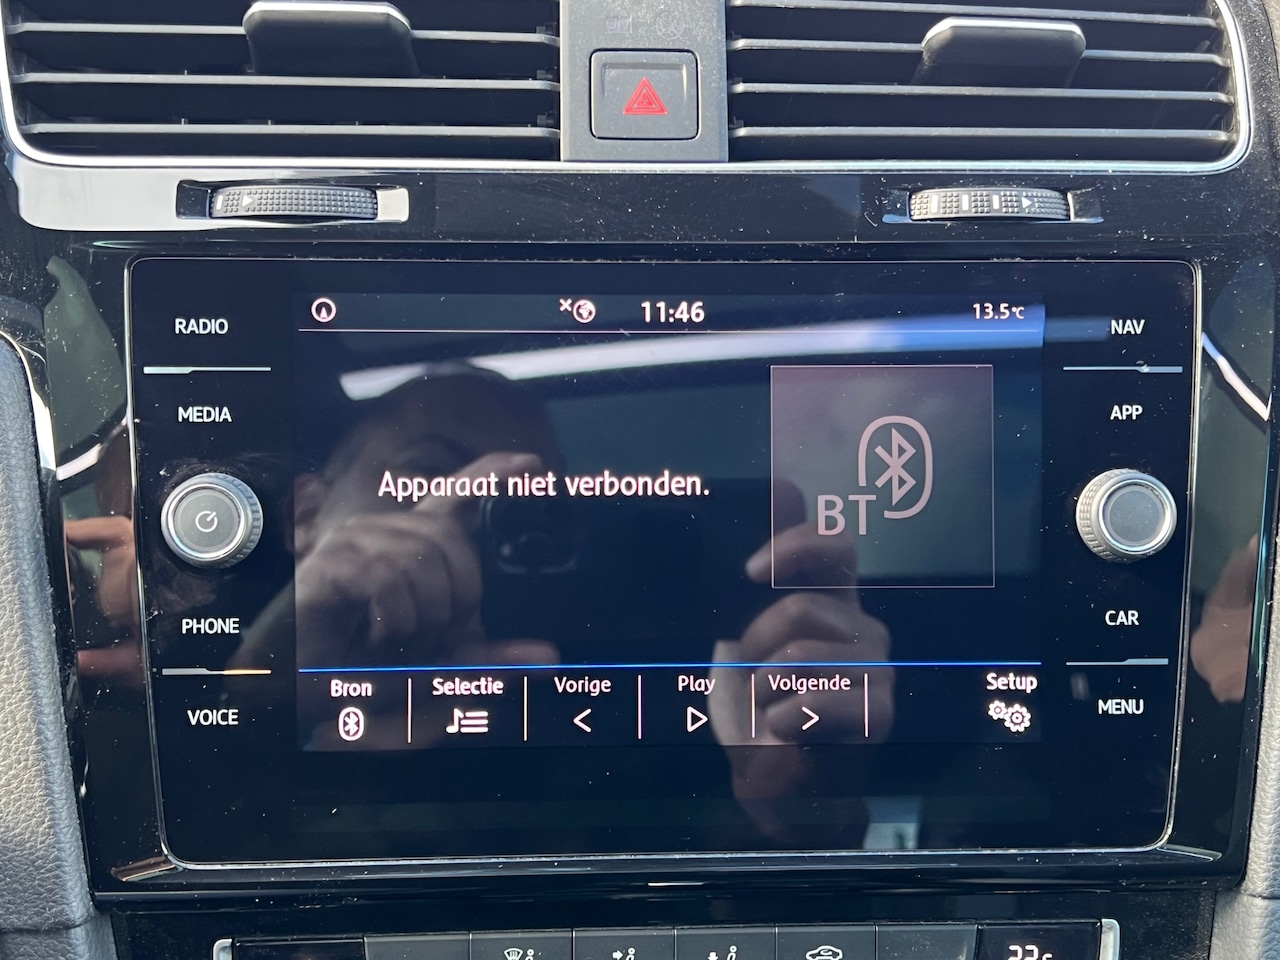 11:46
13.5°C
RADIO
NAV
MEDIA
APP
Apparaat niet verbonden.
BT
PHONE
CAR
VOICE
MENU
Bron
Selectie
Vorige
Play
Volgende
Setup